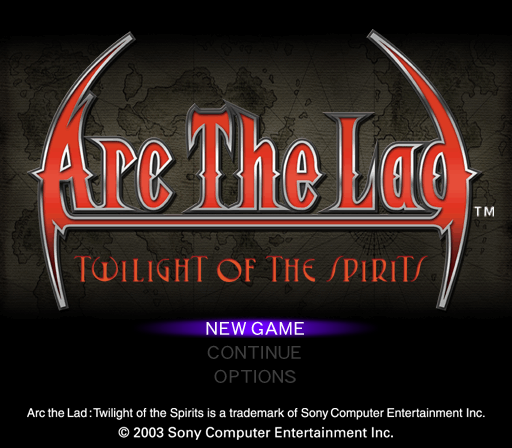 Arc The Lad™
TWILIGHT OF THE SPIRITS
NEW GAME
CONTINUE
OPTIONS
Arc the Lad:Twilight of the Spirits is a trademark of Sony Computer Entertainment Inc.
© 2003 Sony Computer Entertainment Inc.